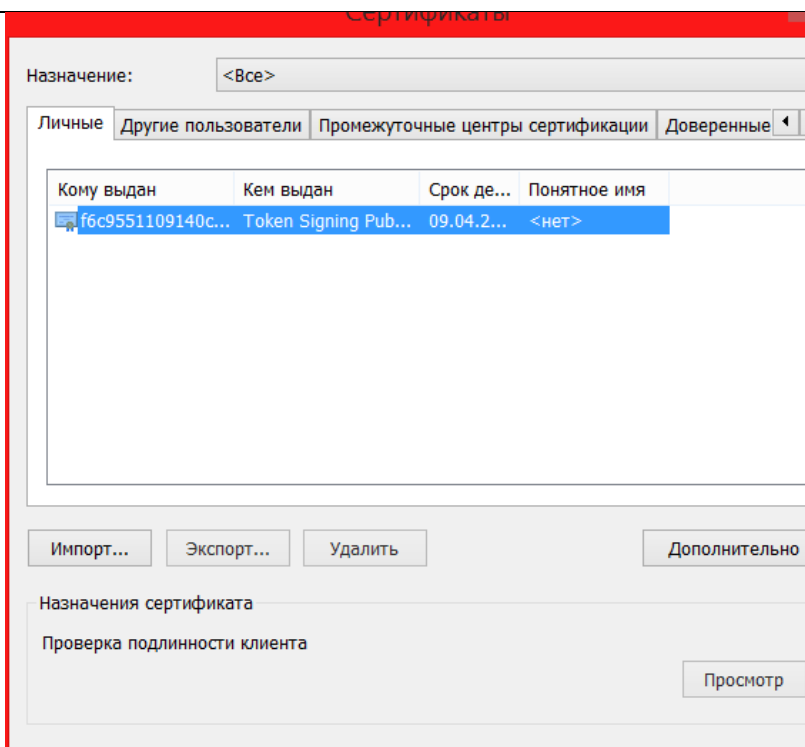 Сертификаты
Назначение: <Все>
Личные Другие пользователи Промежуточные центры сертификации Доверенные
Кому выдан Кем выдан Срок де... Понятное имя
f6c9551109140c... Token Signing Pub... 09.04.2... <нет>
Импорт... Экспорт... Удалить Дополнительно
Назначения сертификата
Проверка подлинности клиента
Просмотр